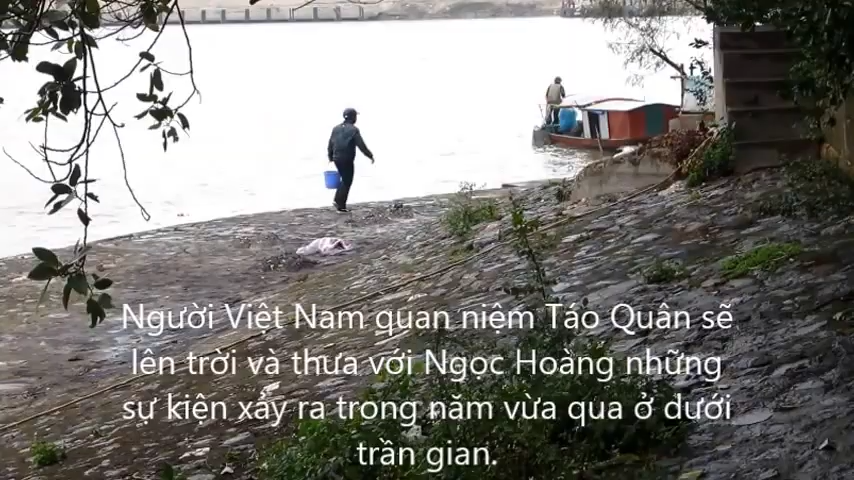 Người Việt Nam quan niệm Táo Quân sẽ
lên trời và thưa với Ngọc Hoàng những
sự kiện xẩy ra trong năm vừa qua ở dưới
trần gian.